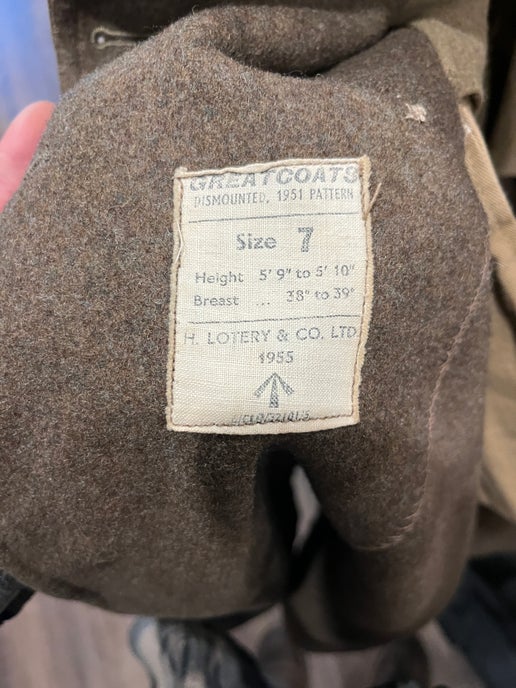 GREATCOATS
DISMOUNTED, 1951 PATTERN
Size 7
Height 5' 9" to 5' 10"
Breast ... 38" to 39"
H. LOTERY & CO. LTD
1955